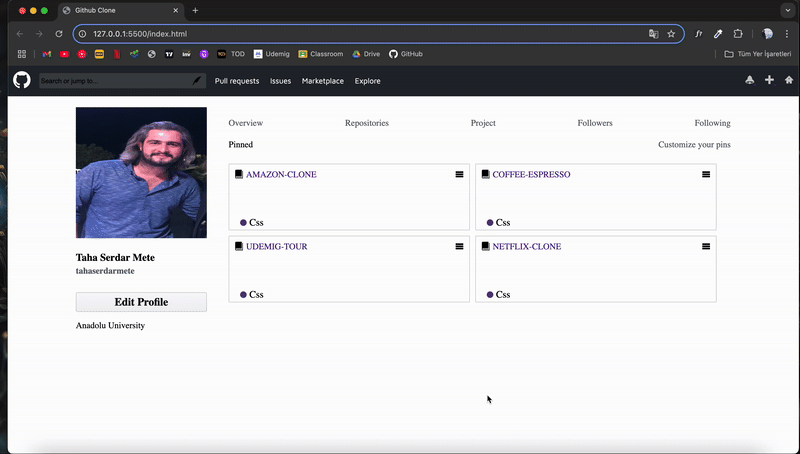 Github Clone
127.0.0.1:5500/index.html
TOD
Udemig
Classroom
Drive
GitHub
Tüm Yer İşaretleri
Search or jump to...
Pull requests
Issues
Marketplace
Explore
Overview
Repositories
Project
Followers
Following
Pinned
Customize your pins
AMAZON-CLONE
COFFEE-ESPRESSO
Css
Css
UDEMIG-TOUR
NETFLIX-CLONE
Css
Css
Taha Serdar Mete
tahaserdarmete
Edit Profile
Anadolu University